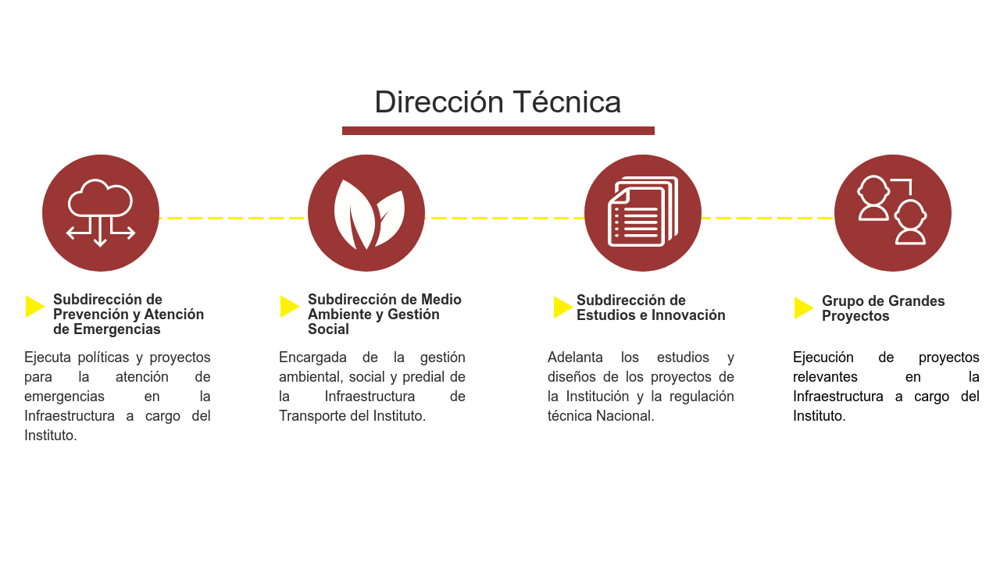 Dirección Técnica
Subdirección de
Prevención y Atención
de Emergencias
Ejecuta políticas y proyectos
para la atención de
emergencias en la
Infraestructura a cargo del
Instituto.
Subdirección de Medio
Ambiente y Gestión
Social
Encargada de la gestión
ambiental, social y predial de
la Infraestructura de
Transporte del Instituto.
Subdirección de
Estudios e Innovación
Adelanta los estudios y
diseños de los proyectos de
la Institución y la regulación
técnica Nacional.
Grupo de Grandes
Proyectos
Ejecución de proyectos
relevantes en la
Infraestructura a cargo del
Instituto.